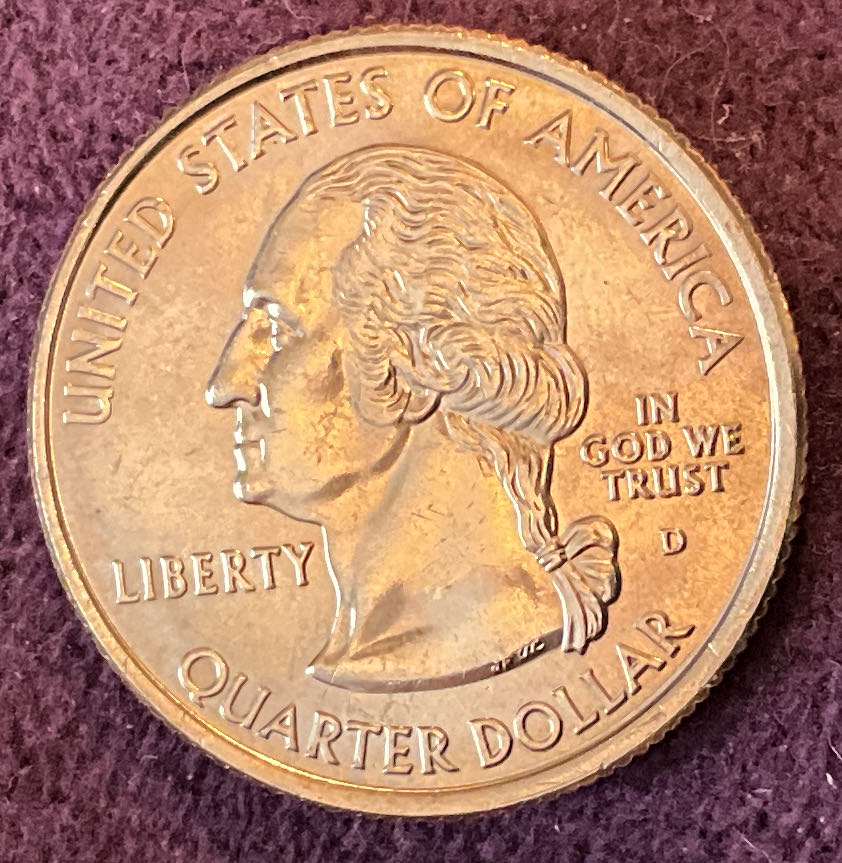 UNITED STATES OF AMERICA
LIBERTY
IN
GOD WE
TRUST
D
QUARTER DOLLAR